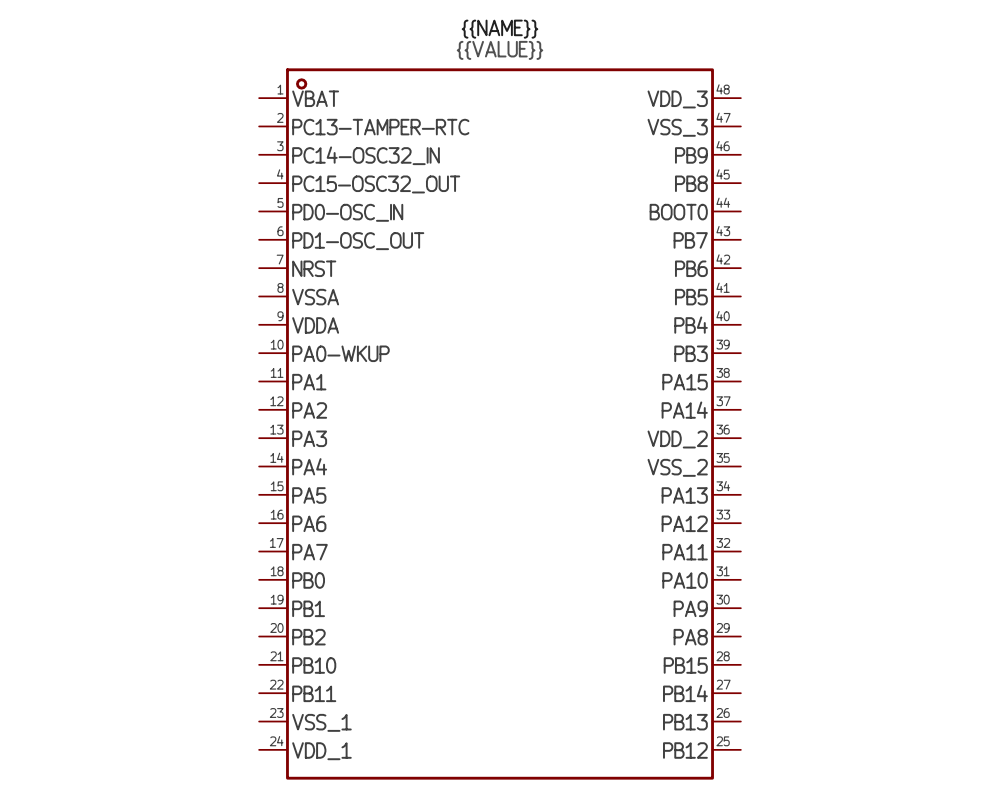 {{NAME}}
{{VALUE}}
1 VBAT VDD_3 48
2 PC13-TAMPER-RTC VSS_3 47
3 PC14-OSC32_IN PB9 46
4 PC15-OSC32_OUT PB8 45
5 PD0-OSC_IN BOOT0 44
6 PD1-OSC_OUT PB7 43
7 NRST PB6 42
8 VSSA PB5 41
9 VDDA PB4 40
10 PA0-WKUP PB3 39
11 PA1 PA15 38
12 PA2 PA14 37
13 PA3 VDD_2 36
14 PA4 VSS_2 35
15 PA5 PA13 34
16 PA6 PA12 33
17 PA7 PA11 32
18 PB0 PA10 31
19 PB1 PA9 30
20 PB2 PA8 29
21 PB10 PB15 28
22 PB11 PB14 27
23 VSS_1 PB13 26
24 VDD_1 PB12 25